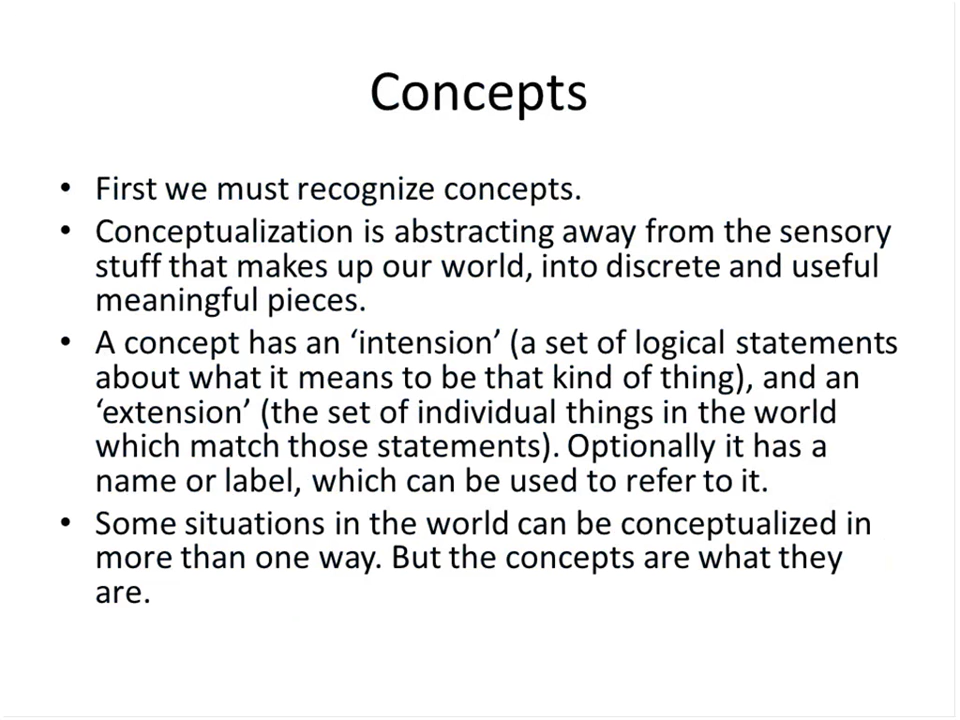 Concepts
• First we must recognize concepts.
• Conceptualization is abstracting away from the sensory
stuff that makes up our world, into discrete and useful
meaningful pieces.
• A concept has an ‘intension’ (a set of logical statements
about what it means to be that kind of thing), and an
‘extension’ (the set of individual things in the world
which match those statements). Optionally it has a
name or label, which can be used to refer to it.
• Some situations in the world can be conceptualized in
more than one way. But the concepts are what they
are.